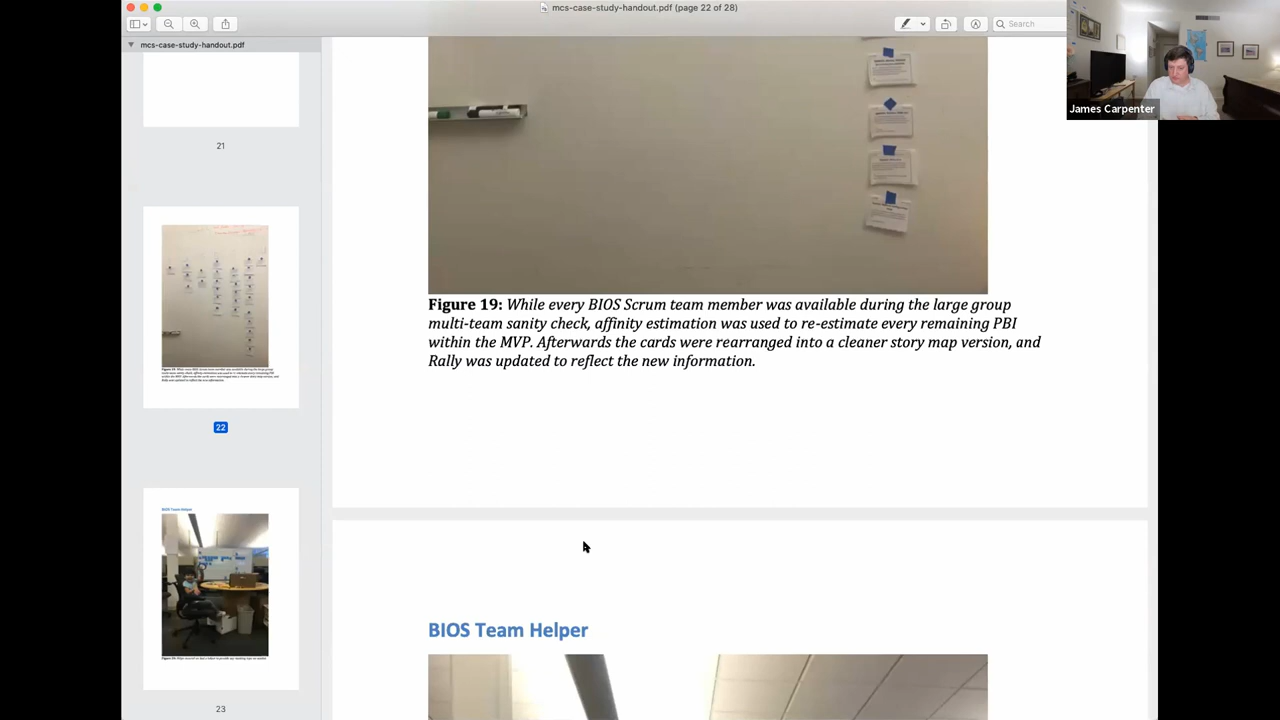 mcs-case-study-handout.pdf (page 22 of 28)
Search
mcs-case-study-handout.pdf
James Carpenter
21
Figure 19: While every BIOS Scrum team member was available during the large group
multi-team sanity check, affinity estimation was used to re-estimate every remaining PBI
within the MVP. Afterwards the cards were rearranged into a cleaner story map version, and
Rally was updated to reflect the new information.
22
BIOS Team Helper
BIOS Team Helper
23